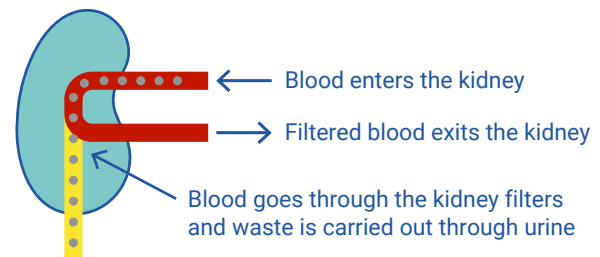 Blood enters the kidney
Filtered blood exits the kidney
Blood goes through the kidney filters
and waste is carried out through urine